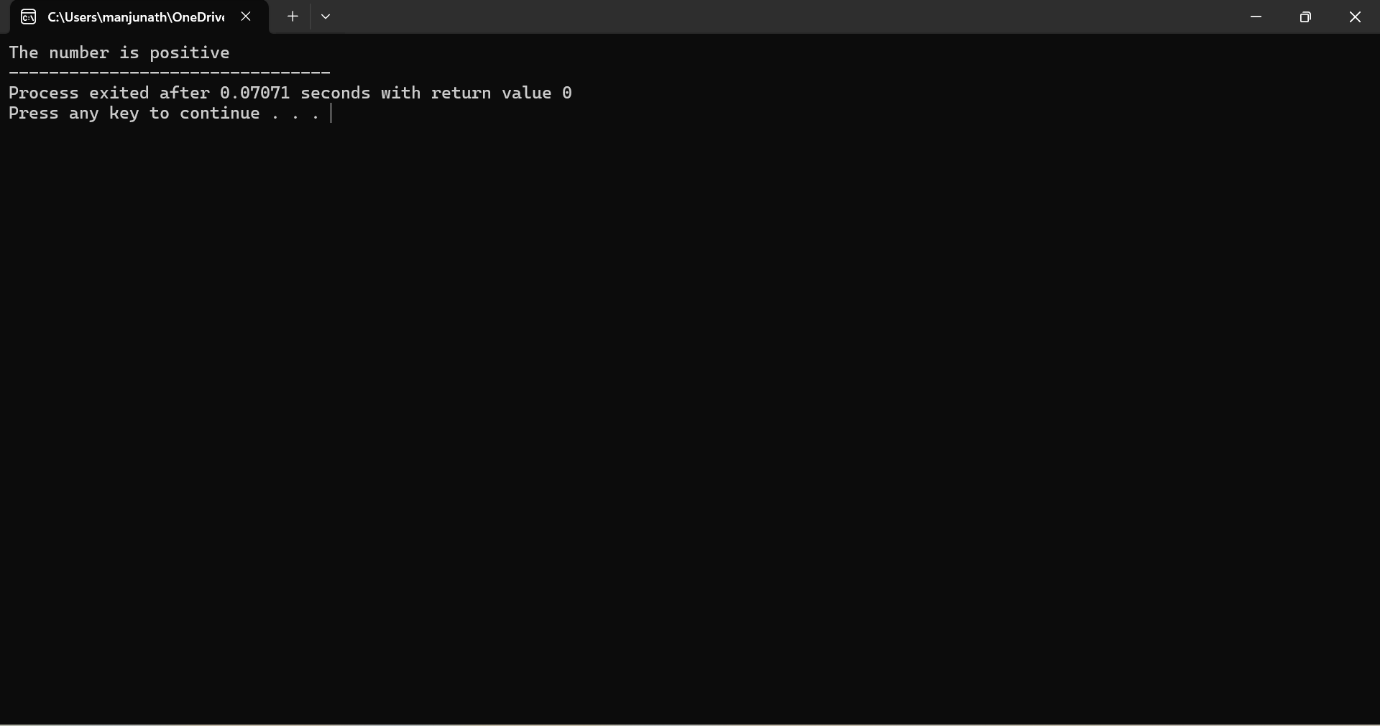 C:\Users\manjunath\OneDrive
The number is positive
--------------------------------
Process exited after 0.07071 seconds with return value 0
Press any key to continue . . .